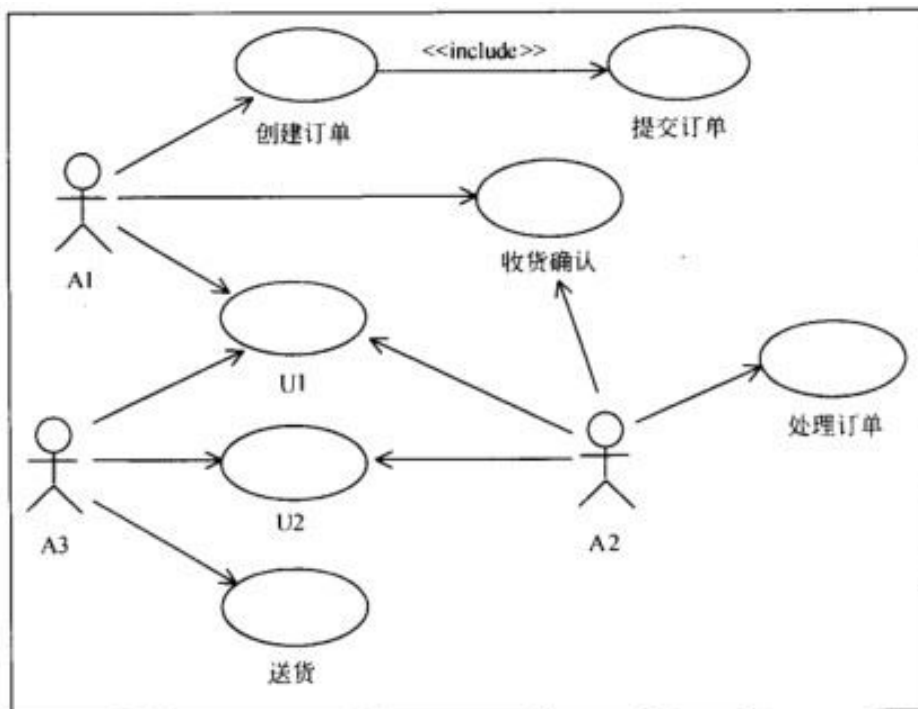 <<include>>
创建订单
提交订单
A1
收货确认
U1
处理订单
A3
U2
A2
送货